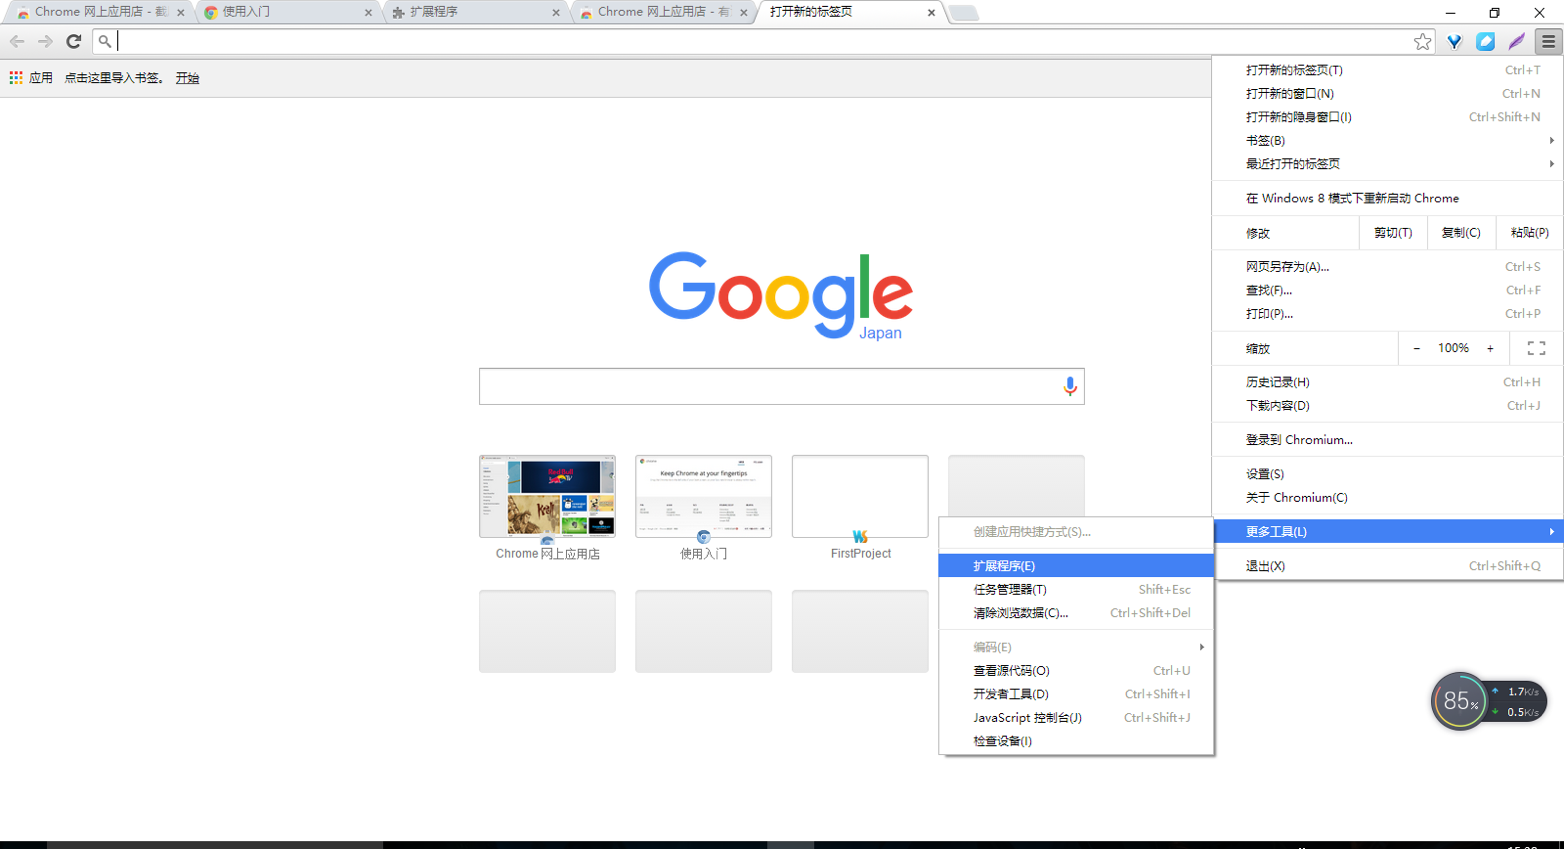 Chrome 网上应用店 - 截
使用入门
扩展程序
Chrome 网上应用店 - 有
打开新的标签页
应用
点击这里导入书签。
开始
打开新的标签页(T) Ctrl+T
打开新的窗口(N) Ctrl+N
打开新的隐身窗口(I) Ctrl+Shift+N
书签(B)
最近打开的标签页
在 Windows 8 模式下重新启动 Chrome
修改 剪切(T) 复制(C) 粘贴(P)
网页另存为(A)... Ctrl+S
查找(F)... Ctrl+F
打印(P)... Ctrl+P
缩放 - 100% +
历史记录(H) Ctrl+H
下载内容(D) Ctrl+J
登录到 Chromium...
设置(S)
关于 Chromium(C)
更多工具(L)
退出(X) Ctrl+Shift+Q
Google
Japan
Red Bull
TV
Keep Chrome at your fingertips
Chrome 网上应用店
使用入门
WS
FirstProject
创建应用快捷方式(S)...
扩展程序(E)
任务管理器(T) Shift+Esc
清除浏览数据(C)... Ctrl+Shift+Del
编码(E)
查看源代码(O) Ctrl+U
开发者工具(D) Ctrl+Shift+I
JavaScript 控制台(J) Ctrl+Shift+J
检查设备(I)
85%
1.7K/s
0.5K/s